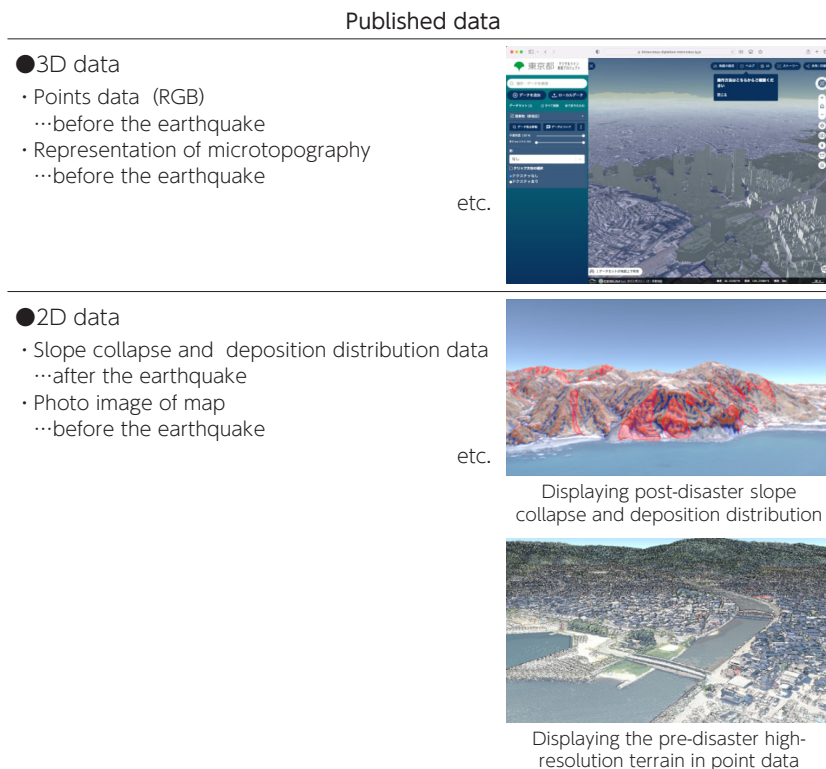 Published data
●3D data
・Points data (RGB)
…before the earthquake
・Representation of microtopography
…before the earthquake
etc.
東京都
●2D data
・Slope collapse and deposition distribution data
…after the earthquake
・Photo image of map
…before the earthquake
etc.
Displaying post-disaster slope
collapse and deposition distribution
Displaying the pre-disaster high-
resolution terrain in point data